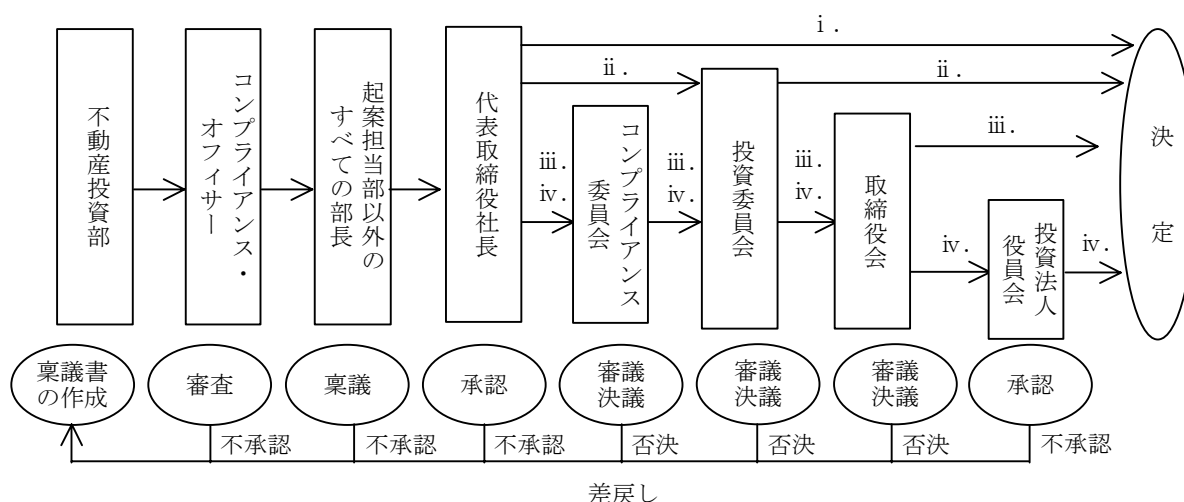 不動産投資部
コンプライアンス・
オフィサー
起案担当部以外の
すべての部長
代表取締役社長
ⅰ.
ⅱ.
ⅲ.
ⅳ.
コンプライアンス
委員会
ⅲ.
ⅳ.
投資委員会
ⅱ.
ⅲ.
ⅳ.
取締役会
ⅲ.
ⅳ.
投資法人
役員会
ⅳ.
決定
稟議書
の作成
審査
稟議
承認
審議
決議
審議
決議
審議
決議
承認
不承認
不承認
不承認
否決
否決
否決
不承認
差戻し